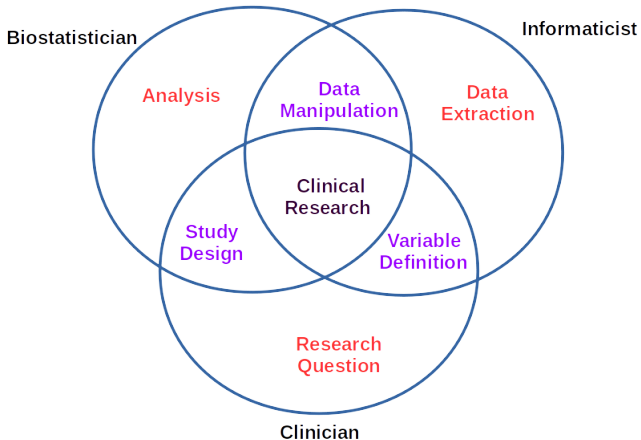 Biostatistician
Informaticist
Analysis
Data
Manipulation
Data
Extraction
Clinical
Research
Study
Design
Variable
Definition
Research
Question
Clinician